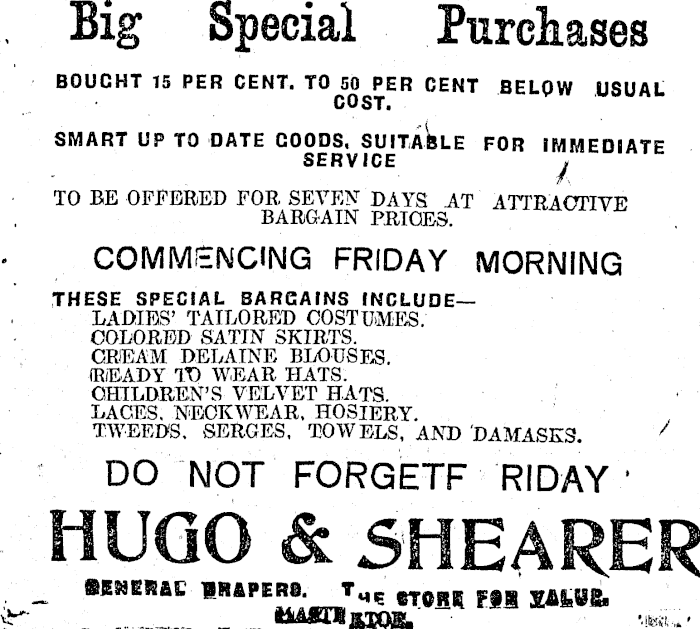 Big Special Purchases
BOUGHT 15 PER CENT. TO 50 PER CENT BELOW USUAL
COST.
SMART UP TO DATE GOODS, SUITABLE FOR IMMEDIATE
SERVICE
TO BE OFFERED FOR SEVEN DAYS AT ATTRACTIVE
BARGAIN PRICES.
COMMENCING FRIDAY MORNING
THESE SPECIAL BARGAINS INCLUDE—
LADIES' TAILORED COSTUMES.
COLORED SATIN SKIRTS.
CREAM DELAINE BLOUSES.
READY TO WEAR HATS.
CHILDREN'S VELVET HATS.
LACES, NECKWEAR, HOSIERY.
TWEEDS, SERGES, TOWELS, AND DAMASKS.
DO NOT FORGETF RIDAY
HUGO & SHEARER
GENERAL DRAPERS. THE STORE FOR VALUE.